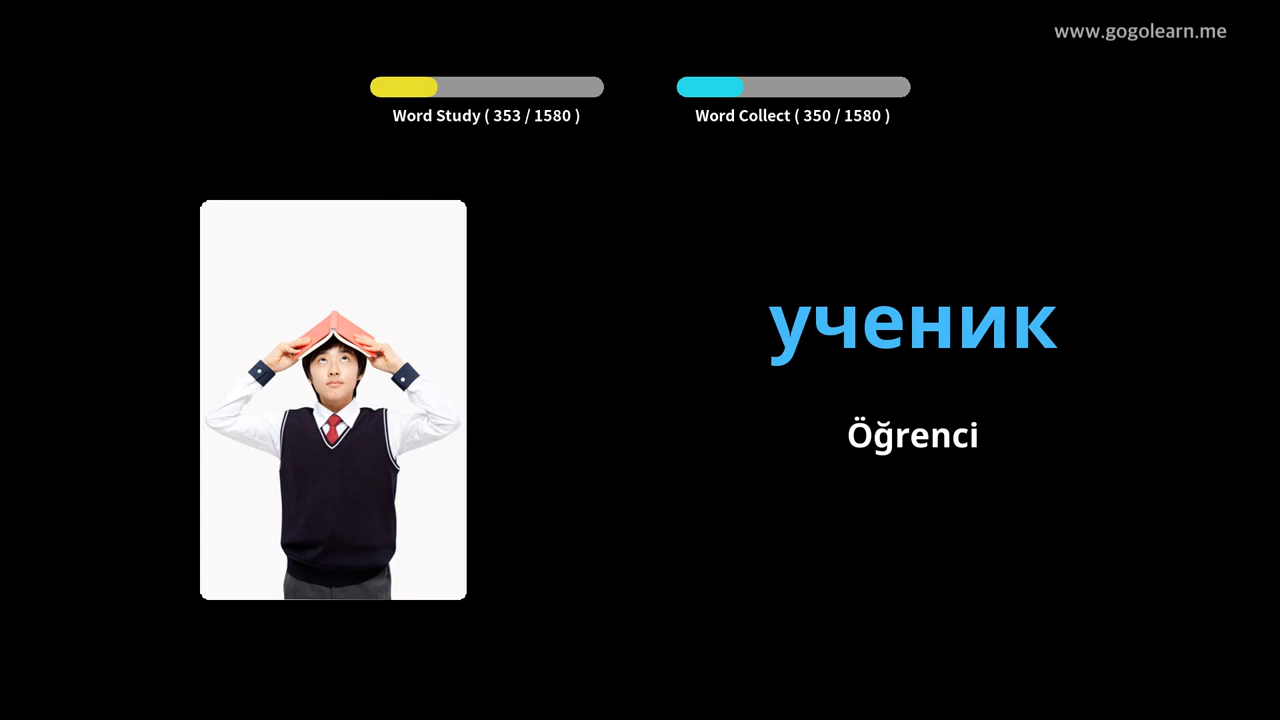 www.gogolearn.me
Word Study ( 353 / 1580 )
Word Collect ( 350 / 1580 )
ученик
Öğrenci